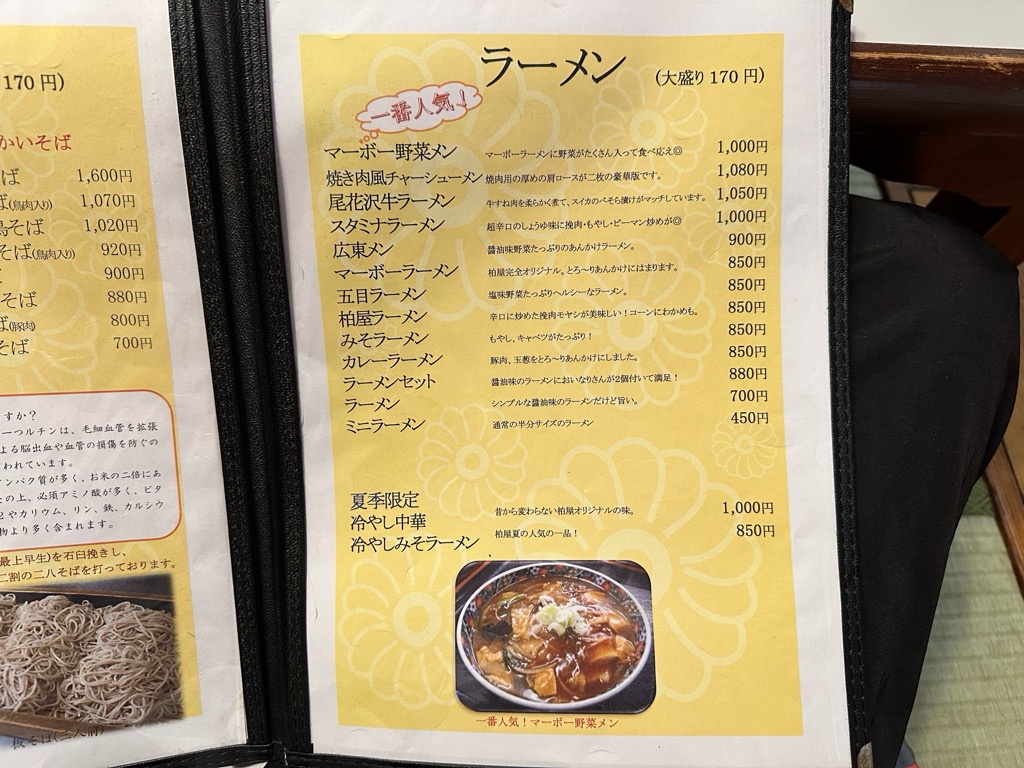 170円)
かいそば
ば 1,600円
ば(鳥肉入り) 1,070円
鳥そば 1,020円
そば(鳥肉入り) 920円
900円
そば 880円
ば(豚肉) 800円
そば 700円
すか?
一つルチンは、毛細血管を拡張
よる脳出血や血管の損傷を防ぐの
われています。
ンパク質が多く、お米の二倍にあ
の上、必須アミノ酸が多く、ビタ
2やカリウム、リン、鉄、カルシウ
物より多く含まれます。
最上早生)を石臼挽きし、
二割の二八そばを打っております。
板そば(二人前)
ラーメン (大盛り170円)
一番人気!
マーボー野菜メン マーボーラーメンに野菜がたくさん入って食べ応え◎ 1,000円
焼き肉風チャーシューメン 焼肉用の厚めの肩ロースが二枚の豪華版です。 1,080円
尾花沢牛ラーメン 牛すね肉を柔らかく煮て、スイカのぺそら漬けがマッチしています。 1,050円
スタミナラーメン 超辛口のしょうゆ味に挽肉・もやし・ピーマン炒めが◎ 1,000円
広東メン 醤油味野菜たっぷりのあんかけラーメン。 900円
マーボーラーメン 柏屋完全オリジナル。とろ～りあんかけにはまります。 850円
五目ラーメン 塩味野菜たっぷりヘルシーなラーメン。 850円
柏屋ラーメン 辛口に炒めた挽肉モヤシが美味しい!コーンにわかめも。 850円
みそラーメン もやし、キャベツがたっぷり! 850円
カレーラーメン 豚肉、玉葱をとろ～りあんかけにしました。 850円
ラーメンセット 醤油味のラーメンにおいなりさんが2個付いて満足! 880円
ラーメン シンプルな醤油味のラーメンだけど旨い。 700円
ミニラーメン 通常の半分サイズのラーメン 450円
夏季限定
冷やし中華 昔から変わらない柏屋オリジナルの味。 1,000円
冷やしみそラーメン 柏屋夏の人気の一品! 850円
一番人気!マーボー野菜メン